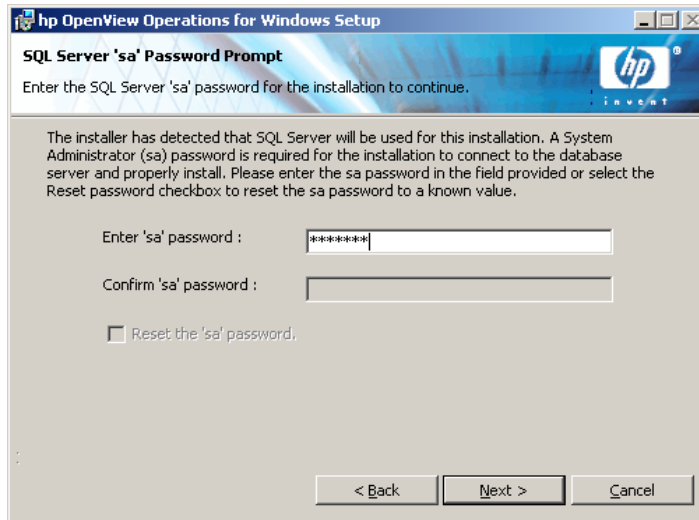 hp OpenView Operations for Windows Setup
SQL Server 'sa' Password Prompt
Enter the SQL Server 'sa' password for the installation to continue.
hp
®
invent
The installer has detected that SQL Server will be used for this installation. A System
Administrator (sa) password is required for the installation to connect to the database
server and properly install. Please enter the sa password in the field provided or select the
Reset password checkbox to reset the sa password to a known value.
Enter 'sa' password :
*******
Confirm 'sa' password :
Reset the 'sa' password.
< Back
Next >
Cancel